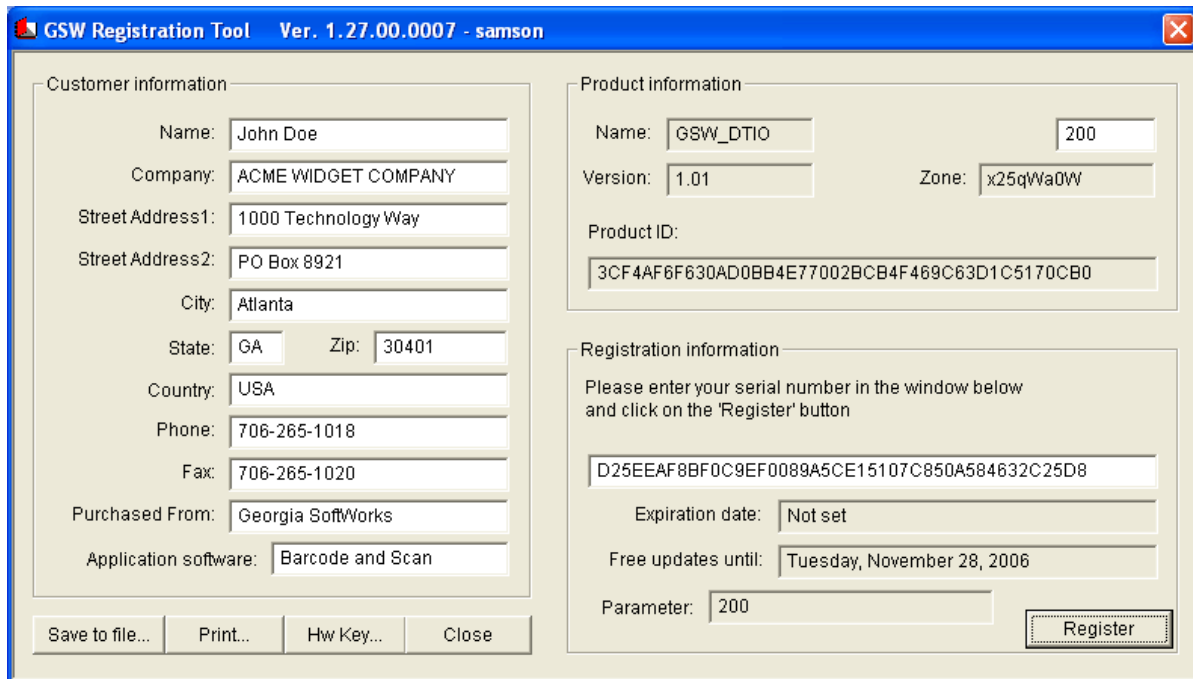 GSW Registration Tool    Ver. 1.27.00.0007 - samson
Customer information
Name: John Doe
Company: ACME WIDGET COMPANY
Street Address1: 1000 Technology Way
Street Address2: PO Box 8921
City: Atlanta
State: GA Zip: 30401
Country: USA
Phone: 706-265-1018
Fax: 706-265-1020
Purchased From: Georgia SoftWorks
Application software: Barcode and Scan
Save to file... Print... Hw Key... Close
Product information
Name: GSW_DTIO 200
Version: 1.01 Zone: x25qWa0W
Product ID:
3CF4AF6F630AD0BB4E77002BCB4F469C63D1C5170CB0
Registration information
Please enter your serial number in the window below
and click on the 'Register' button
D25EEAF8BF0C9EF0089A5CE15107C850A584632C25D8
Expiration date: Not set
Free updates until: Tuesday, November 28, 2006
Parameter: 200
Register